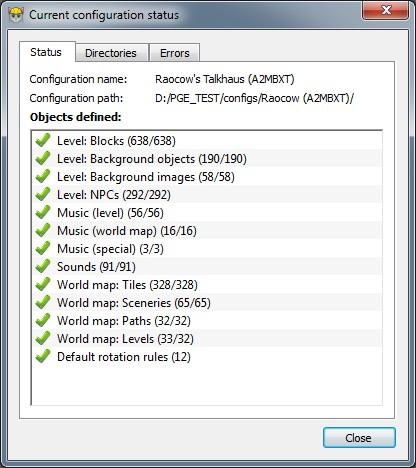 Current configuration status
Status
Directories
Errors
Configuration name: Raocow's Talkhaus (A2MBXT)
Configuration path: D:/PGE_TEST/configs/Raocow (A2MBXT)/
Objects defined:
Level: Blocks (638/638)
Level: Background objects (190/190)
Level: Background images (58/58)
Level: NPCs (292/292)
Music (level) (56/56)
Music (world map) (16/16)
Music (special) (3/3)
Sounds (91/91)
World map: Tiles (328/328)
World map: Sceneries (65/65)
World map: Paths (32/32)
World map: Levels (33/32)
Default rotation rules (12)
Close